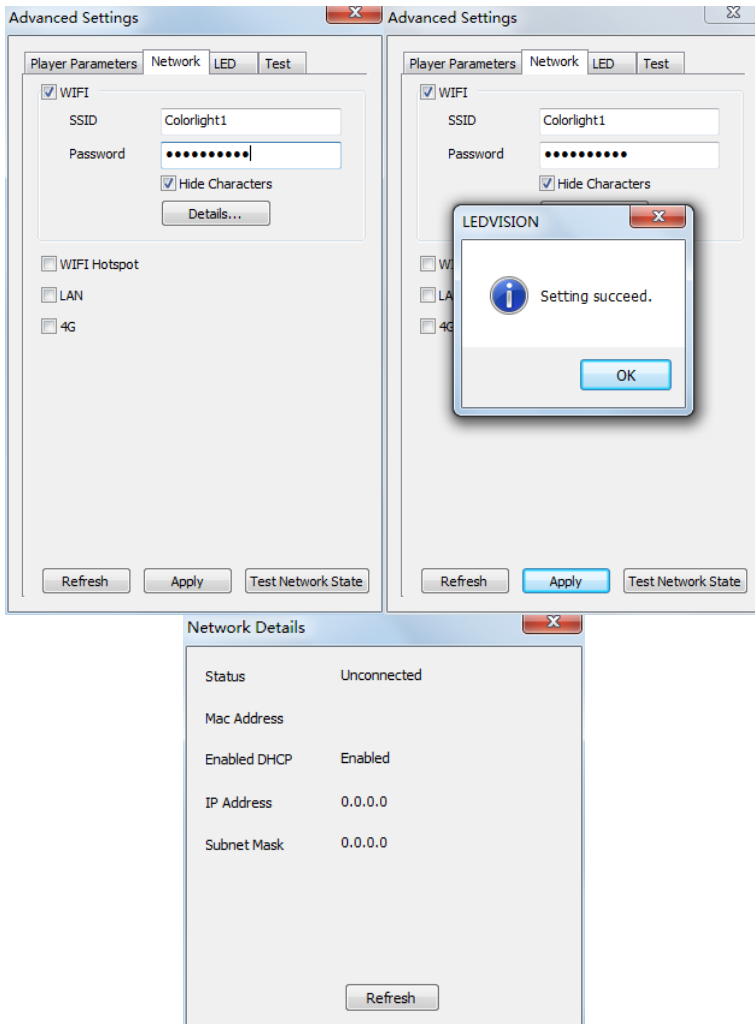 Advanced Settings
Player Parameters Network LED Test
WIFI
SSID Colorlight1
Password ••••••••••
Hide Characters
Details...
WIFI Hotspot
LAN
4G
Refresh Apply Test Network State
Advanced Settings
Player Parameters Network LED Test
WIFI
SSID Colorlight1
Password ••••••••••
Hide Characters
LEDVISION
Setting succeed.
OK
WI
LA
4G
Refresh Apply Test Network State
Network Details
Status Unconnected
Mac Address
Enabled DHCP Enabled
IP Address 0.0.0.0
Subnet Mask 0.0.0.0
Refresh